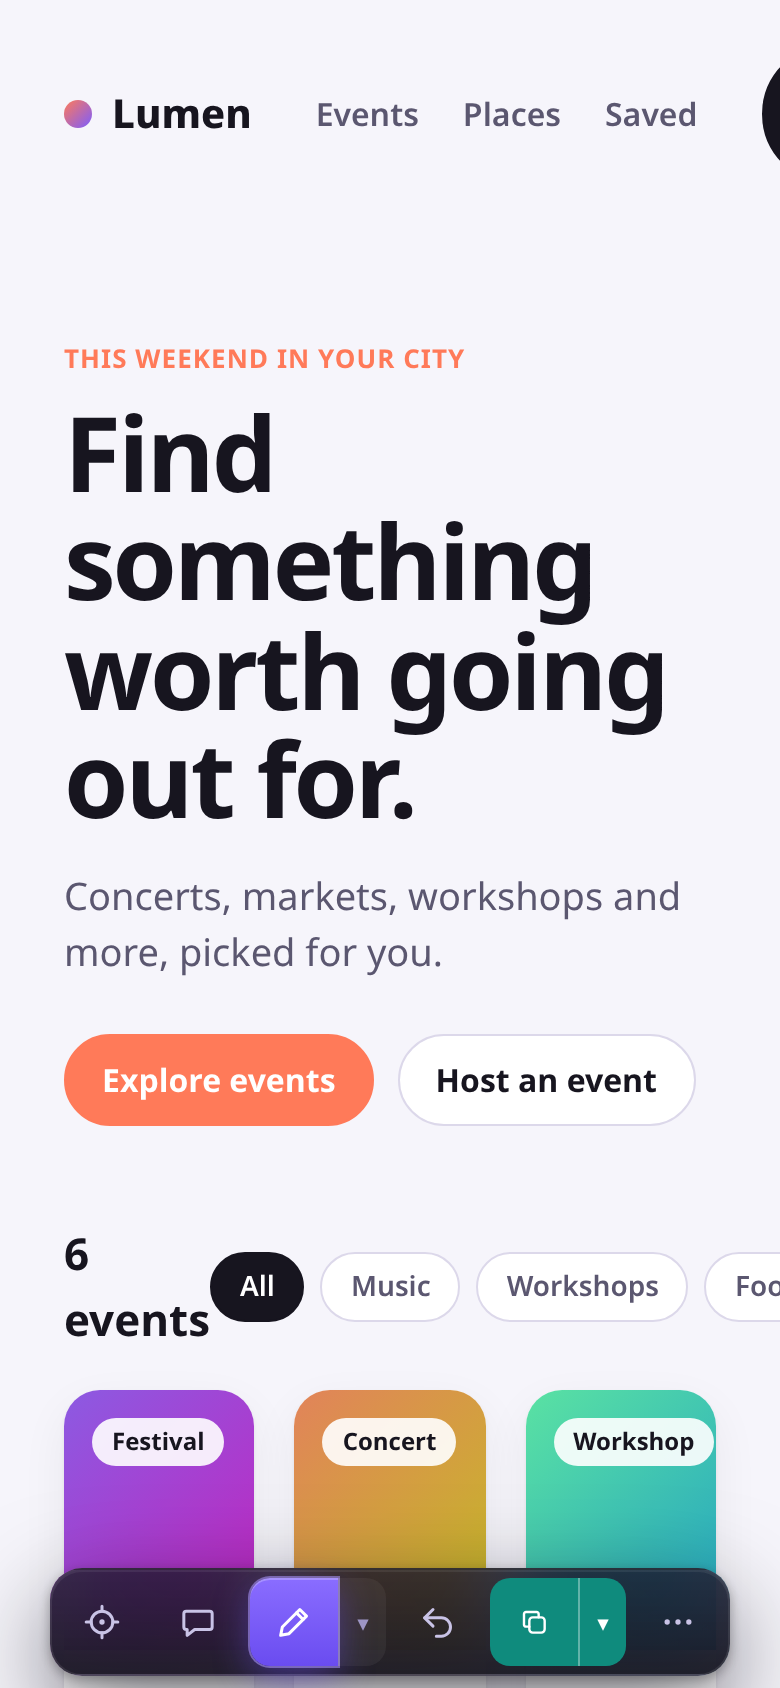 Lumen Events Places Saved
THIS WEEKEND IN YOUR CITY
Find
something
worth going
out for.
Concerts, markets, workshops and
more, picked for you.
Explore events Host an event
6
events
All Music Workshops Foo
Festival Concert Workshop